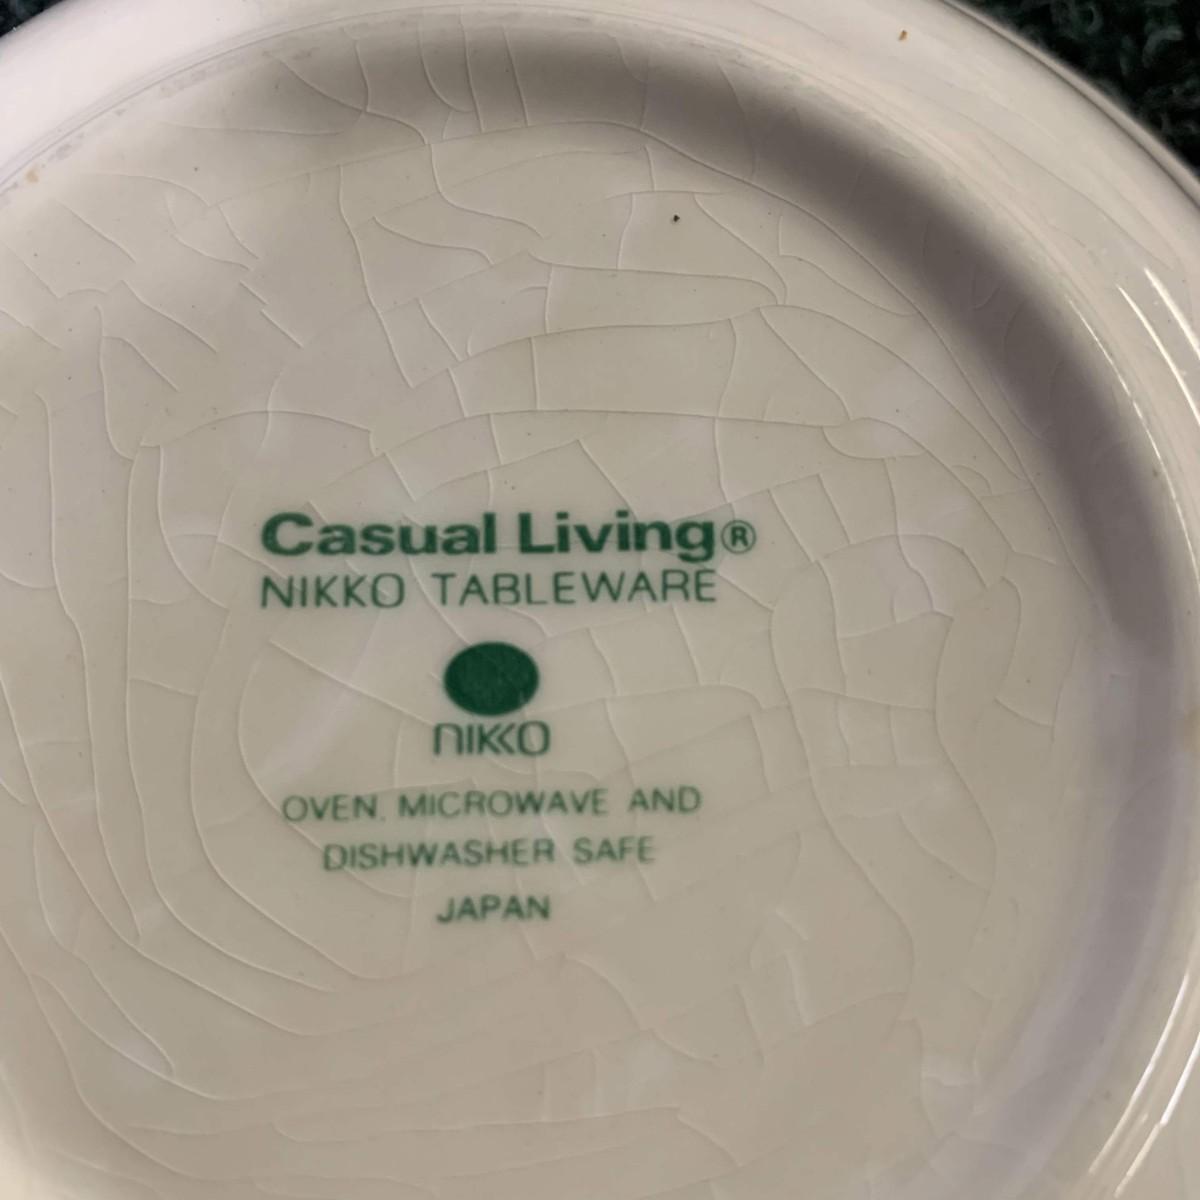 Casual Living®
NIKKO TABLEWARE
NIKKO
OVEN, MICROWAVE AND
DISHWASHER SAFE
JAPAN